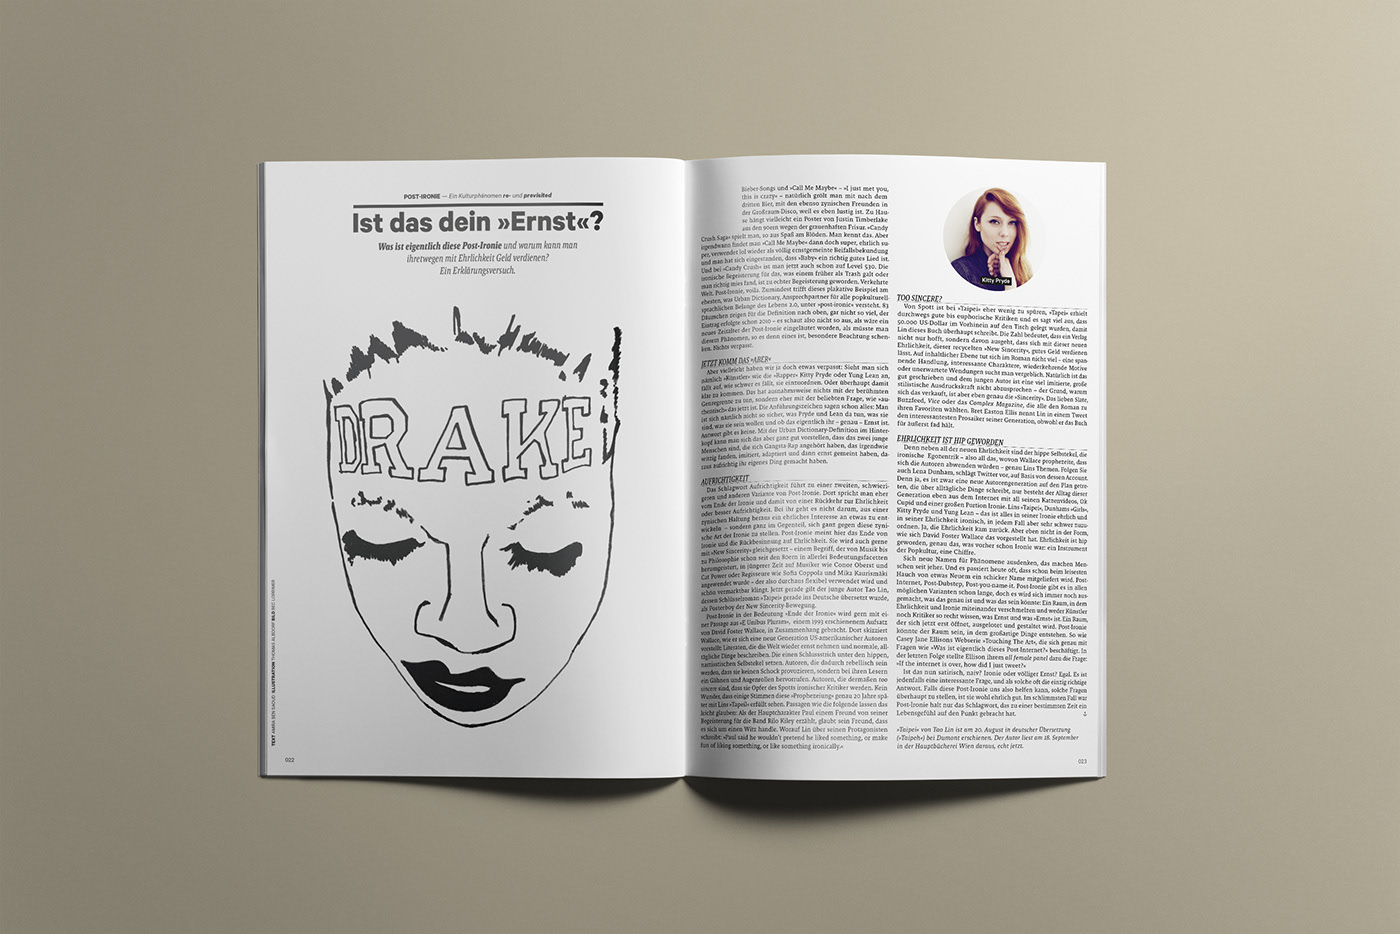 POST-IRONIE — Ein Kulturphänomen re- und previsited
Ist das dein »Ernst«?
Was ist eigentlich diese Post-Ironie und warum kann man
ihretwegen mit Ehrlichkeit Geld verdienen?
Ein Erklärungsversuch.
DRAKE
TEXT AMIRA BEN SAOUD ILLUSTRATION THOMAS ALBDORF BILD BEC LORRIMER
022
Bieber-Songs und »Call Me Maybe« – »I just met you,
this is crazy« – natürlich grölt man mit nach dem
dritten Bier, mit den ebenso zynischen Freunden in
der Großraum-Disco, weil es eben lustig ist. Zu Hau-
se hängt vielleicht ein Poster von Justin Timberlake
aus den 90ern wegen der grauenhaften Frisur. »Candy
Crush Saga« spielt man, so aus Spaß am Blöden. Man kennt das. Aber
irgendwann findet man »Call Me Maybe« dann doch super, ehrlich su-
per, verwendet lol wieder als völlig ernstgemeinte Beifallsbekundung
und man hat sich eingestanden, dass »Baby« ein richtig gutes Lied ist.
Und bei »Candy Crush« ist man jetzt auch schon auf Level 530. Die
ironische Begeisterung für das, was einem früher als Trash galt oder
man richtig mies fand, ist zu echter Begeisterung geworden. Verkehrte
Welt. Post-Ironie, voila. Zumindest trifft dieses plakative Beispiel am
ehesten, was Urban Dictionary, Ansprechpartner für alle popkulturell-
sprachlichen Belange des Lebens 2.0, unter »post-ironic« versteht. 83
Däumchen zeigen für die Definition nach oben, gar nicht so viel, der
Eintrag erfolgte schon 2010 – es schaut also nicht so aus, als wäre ein
neues Zeitalter der Post-Ironie eingeläutet worden, als müsste man
diesem Phänomen, so es denn eines ist, besondere Beachtung schen-
ken. Nichts verpasst.
JETZT KOMM DAS »ABER«
Aber vielleicht haben wir ja doch etwas verpasst: Sieht man sich
nämlich »Künstler« wie die »Rapper« Kitty Pryde oder Yung Lean an,
fällt auf, wie schwer es fällt, sie einzuordnen. Oder überhaupt damit
klar zu kommen. Das hat ausnahmsweise nichts mit der berühmten
Genregrenze zu tun, sondern eher mit der beliebten Frage, wie »au-
thentisch« das jetzt ist. Die Anführungszeichen sagen schon alles: Man
ist sich nämlich nicht so sicher, was Pryde und Lean da tun, was sie
sind, was sie sein wollen und ob das eigentlich ihr – genau – Ernst ist.
Antwort gibt es keine. Mit der Urban Dictionary-Definition im Hinter-
kopf kann man sich das aber ganz gut vorstellen, dass das zwei junge
Menschen sind, die sich Gangsta-Rap angehört haben, das irgendwie
witzig fanden, imitiert, adaptiert und dann ernst gemeint haben, da-
raus aufrichtig ihr eigenes Ding gemacht haben.
AUFRICHTIGKEIT
Das Schlagwort Aufrichtigkeit führt zu einer zweiten, schwieri-
geren und anderen Variante von Post-Ironie. Dort spricht man eher
vom Ende der Ironie und damit von einer Rückkehr zur Ehrlichkeit
oder besser Aufrichtigkeit. Bei ihr geht es nicht darum, aus einer
zynischen Haltung heraus ein ehrliches Interesse an etwas zu ent-
wickeln – sondern ganz im Gegenteil, sich ganz gegen diese zyni-
sche Art der Ironie zu stellen. Post-Ironie meint hier das Ende von
Ironie und die Rückbesinnung auf Ehrlichkeit. Sie wird auch gerne
mit »New Sincerity« gleichgesetzt – einem Begriff, der von Musik bis
zu Philosophie schon seit den 80ern in allerlei Bedeutungsfacetten
herumgeistert, in jüngerer Zeit auf Musiker wie Conor Oberst und
Cat Power oder Regisseure wie Sofia Coppola und Mika Kaurismäki
angewendet wurde – der also durchaus flexibel verwendet wird und
schön vermarktbar klingt. Jetzt gerade gilt der junge Autor Tao Lin,
dessen Schlüsselroman »Taipei« gerade ins Deutsche übersetzt wurde,
als Posterboy der New Sincerity-Bewegung.
Post-Ironie in der Bedeutung »Ende der Ironie« wird gern mit ei-
ner Passage aus »E Unibus Pluram«, einem 1993 erschienenem Aufsatz
von David Foster Wallace, in Zusammenhang gebracht. Dort skizziert
Wallace, wie er sich eine neue Generation US-amerikanischer Autoren
vorstellt: Literaten, die die Welt wieder ernst nehmen und normale, all-
tägliche Dinge beschreiben. Die einen Schlussstrich unter den hippen,
narzisstischen Selbstekel setzen. Autoren, die dadurch rebellisch sein
werden, dass sie keinen Schock provozieren, sondern bei ihren Lesern
ein Gähnen und Augenrollen hervorrufen. Autoren, die dermaßen too
sincere sind, dass sie Opfer des Spotts ironischer Kritiker werden. Kein
Wunder, dass einige Stimmen diese »Prophezeiung« genau 20 Jahre spä-
ter mit Lins »Taipei« erfüllt sehen. Passagen wie die folgende lassen das
leicht glauben: Als der Hauptcharakter Paul einem Freund von seiner
Begeisterung für die Band Rilo Kiley erzählt, glaubt sein Freund, dass
es sich um einen Witz handle. Worauf Lin über seinen Protagonisten
schreibt: »Paul said he wouldn't pretend he liked something, or make
fun of liking something, or like something ironically.«
Kitty Pryde
TOO SINCERE?
Von Spott ist bei »Taipei« eher wenig zu spüren, »Taipei« erhielt
durchwegs gute bis euphorische Kritiken und es sagt viel aus, dass
50.000 US-Dollar im Vorhinein auf den Tisch gelegt wurden, damit
Lin dieses Buch überhaupt schreibt. Die Zahl bedeutet, dass ein Verlag
nicht nur hofft, sondern davon ausgeht, dass sich mit dieser neuen
Ehrlichkeit, dieser recycelten »New Sincerity«, gutes Geld verdienen
lässt. Auf inhaltlicher Ebene tut sich im Roman nicht viel – eine span-
nende Handlung, interessante Charaktere, wiederkehrende Motive
oder unerwartete Wendungen sucht man vergeblich. Natürlich ist das
gut geschrieben und dem jungen Autor ist eine viel imitierte, große
stilistische Ausdruckskraft nicht abzusprechen – der Grund, warum
sich das verkauft, ist aber eben genau die »Sincerity«. Das lieben Slate,
Buzzfeed, Vice oder das Complex Magazine, die alle den Roman zu
ihren Favoriten wählten. Bret Easton Ellis nennt Lin in einem Tweet
den interessantesten Prosaiker seiner Generation, obwohl er das Buch
für äußerst fad hält.
EHRLICHKEIT IST HIP GEWORDEN
Denn neben all der neuen Ehrlichkeit sind der hippe Selbstekel, die
ironische Egonentrik – also all das, wovon Wallace prophezeite, dass
sich die Autoren abwenden würden – genau Lins Themen. Folgen Sie
auch Lena Dunham, schlägt Twitter vor, auf Basis von dessen Account.
Denn ja, es ist zwar eine neue Autorengeneration auf den Plan getre-
ten, die über alltägliche Dinge schreibt, nur besteht der Alltag dieser
Generation eben aus dem Internet mit all seinen Katzenvideos, Ok
Cupid und einer großen Portion Ironie. Lins »Taipei«, Dunhams »Girls«,
Kitty Pryde und Yung Lean – das ist alles in seiner Ironie ehrlich und
in seiner Ehrlichkeit ironisch, in jedem Fall aber sehr schwer zuzu-
ordnen. Ja, die Ehrlichkeit kam zurück. Aber eben nicht in der Form,
wie sich David Foster Wallace das vorgestellt hat. Ehrlichkeit ist hip
geworden, genau das, was vorher schon Ironie war: ein Instrument
der Popkultur, eine Chiffre.
Sich neue Namen für Phänomene ausdenken, das machen Men-
schen seit jeher. Und es passiert heute oft, dass schon beim leisesten
Hauch von etwas Neuem ein schicker Name mitgeliefert wird. Post-
Internet, Post-Dubstep, Post-you-name-it. Post-Ironie gibt es in allen
möglichen Varianten schon lange, doch es wird sich immer noch aus-
gemacht, was das genau ist und was das sein könnte: Ein Raum, in dem
Ehrlichkeit und Ironie miteinander verschmelzen und weder Künstler
noch Kritiker so recht wissen, was Ernst und was »Ernst« ist. Ein Raum,
der sich jetzt erst öffnet, ausgelotet und gestaltet wird. Post-Ironie
könnte der Raum sein, in dem großartige Dinge entstehen. So wie
Casey Jane Ellisons Webserie »Touching The Art«, die sich genau mit
Fragen wie »Was ist eigentlich dieses Post-Internet?« beschäftigt. In
der letzten Folge stellte Ellison ihrem all female panel dazu die Frage:
»If the internet is over, how did I just tweet?«
Ist das nun satirisch, naiv? Ironie oder völliger Ernst? Egal. Es ist
jedenfalls eine interessante Frage, und als solche oft die einzig richtige
Antwort. Falls diese Post-Ironie uns also helfen kann, solche Fragen
überhaupt zu stellen, ist sie wohl ehrlich gut. Im schlimmsten Fall war
Post-Ironie halt nur das Schlagwort, das zu einer bestimmten Zeit ein
Lebensgefühl auf den Punkt gebracht hat.
»Taipei« von Tao Lin ist am 20. August in deutscher Übersetzung
(»Taipeh«) bei Dumont erschienen. Der Autor liest am 18. September
in der Hauptbücherei Wien daraus, echt jetzt.
023